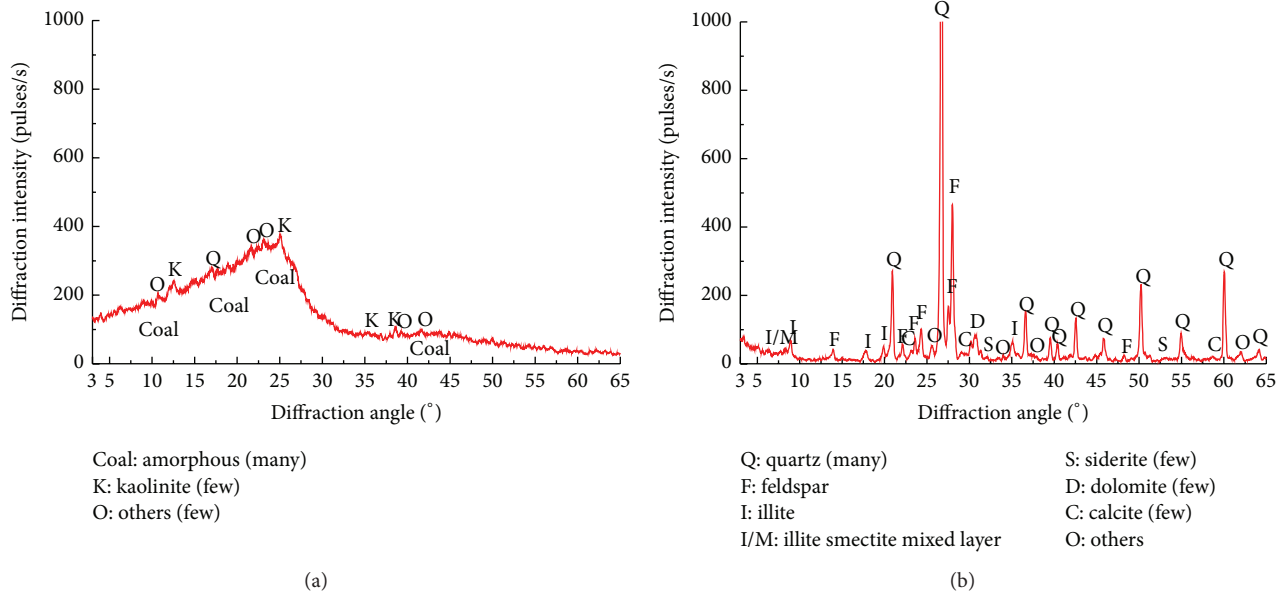 1000
800
600
400
200
0
Diffraction intensity (pulses/s)
O
K
Q
O
O
K
Coal
Coal
Coal
K
K
O
O
Coal
3 5 10 15 20 25 30 35 40 45 50 55 60 65
Diffraction angle (°)
Coal: amorphous (many)
K: kaolinite (few)
O: others (few)
(a)
1000
800
600
400
200
0
Diffraction intensity (pulses/s)
I/M
I
F
I
I
Q
F
C
F
F
O
Q
F
F
C
D
S
O
I
Q
O
Q
Q
Q
Q
F
Q
S
Q
C
Q
O
Q
3 5 10 15 20 25 30 35 40 45 50 55 60 65
Diffraction angle (°)
Q: quartz (many)
F: feldspar
I: illite
I/M: illite smectite mixed layer
S: siderite (few)
D: dolomite (few)
C: calcite (few)
O: others
(b)